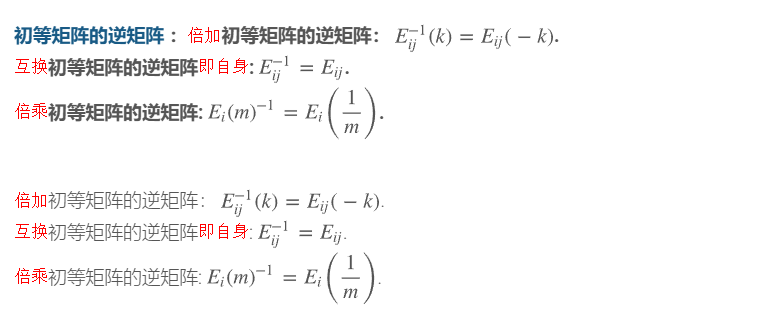 初等矩阵的逆矩阵： 倍加初等矩阵的逆矩阵： $E_{ij}^{-1}(k) = E_{ij}(-k)$.
互换初等矩阵的逆矩阵即自身: $E_{ij}^{-1} = E_{ij}$.
倍乘初等矩阵的逆矩阵: $E_i(m)^{-1} = E_i\left(\frac{1}{m}\right)$.
倍加初等矩阵的逆矩阵： $E_{ij}^{-1}(k) = E_{ij}(-k)$.
互换初等矩阵的逆矩阵即自身: $E_{ij}^{-1} = E_{ij}$.
倍乘初等矩阵的逆矩阵: $E_i(m)^{-1} = E_i\left(\frac{1}{m}\right)$.